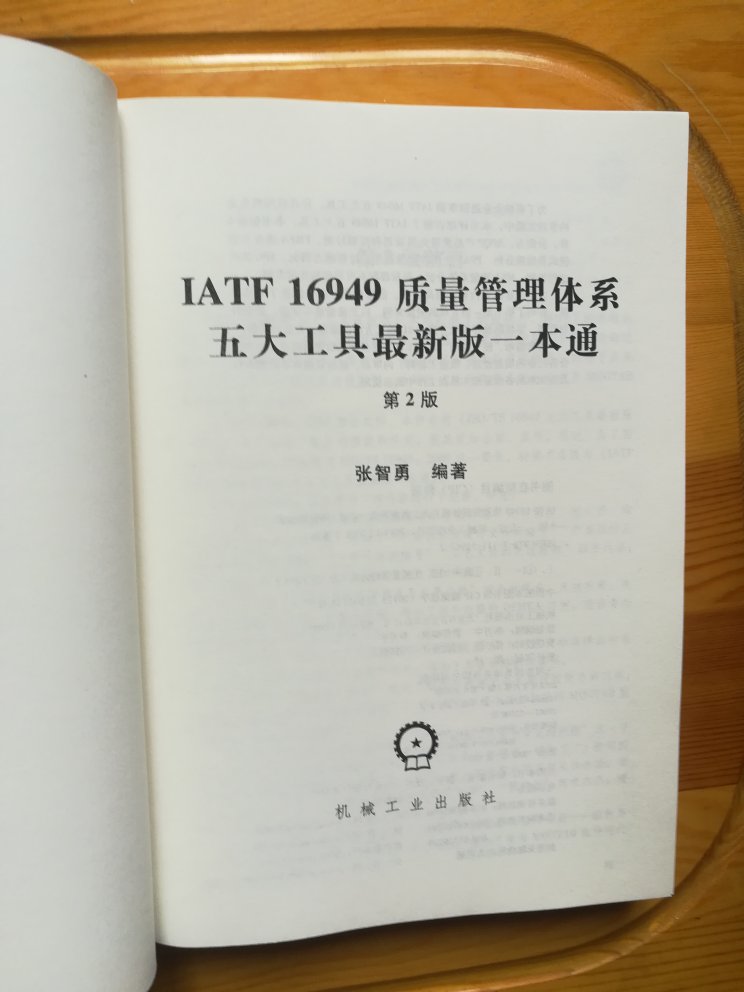 IATF 16949 质量管理体系
五大工具最新版一本通
第2版
张智勇 编著
机械工业出版社